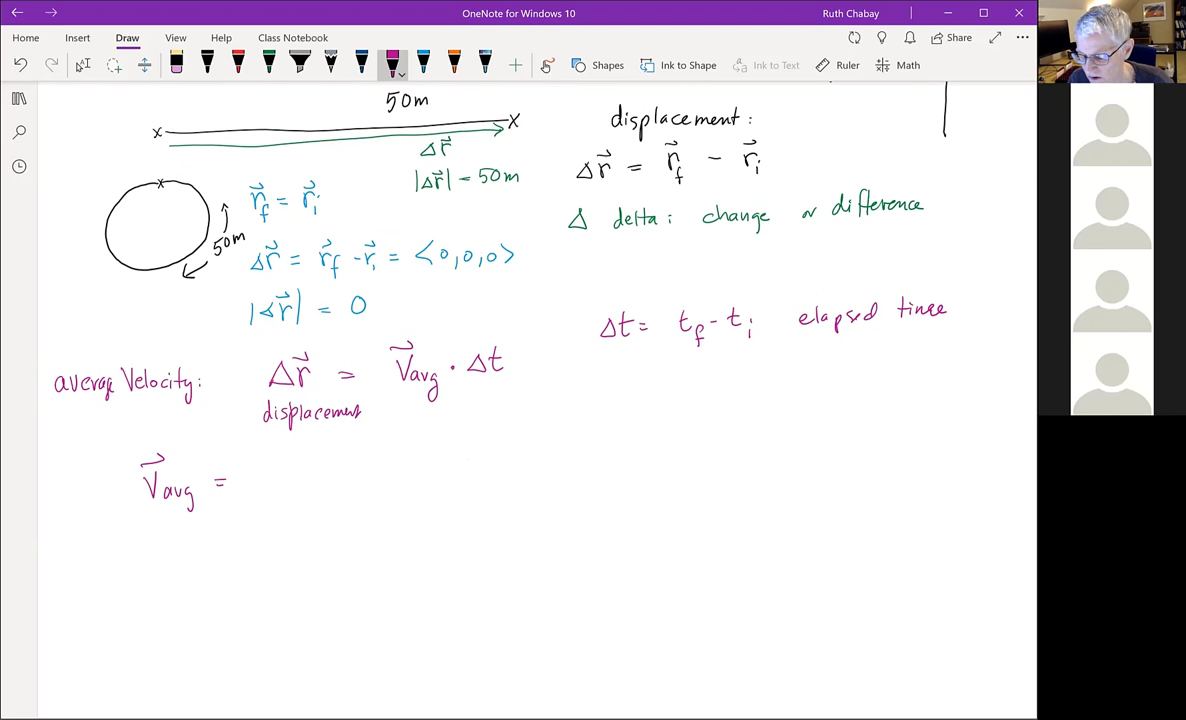 OneNote for Windows 10
Ruth Chabay
Home Insert Draw View Help Class Notebook
Share
Shapes
Ink to Shape
Ink to Text
Ruler
Math
50m
x x
Δr⃗
|Δr⃗| = 50m
displacement:
Δr⃗ = r⃗f - r⃗i
Δ delta: change or difference
x
50m
r⃗f = r⃗i
Δr⃗ = r⃗f - r⃗i = <0,0,0>
|Δr⃗| = 0
Δt = tf - ti elapsed time
average Velocity: Δr⃗ = v⃗avg · Δt
displacement
v⃗avg =